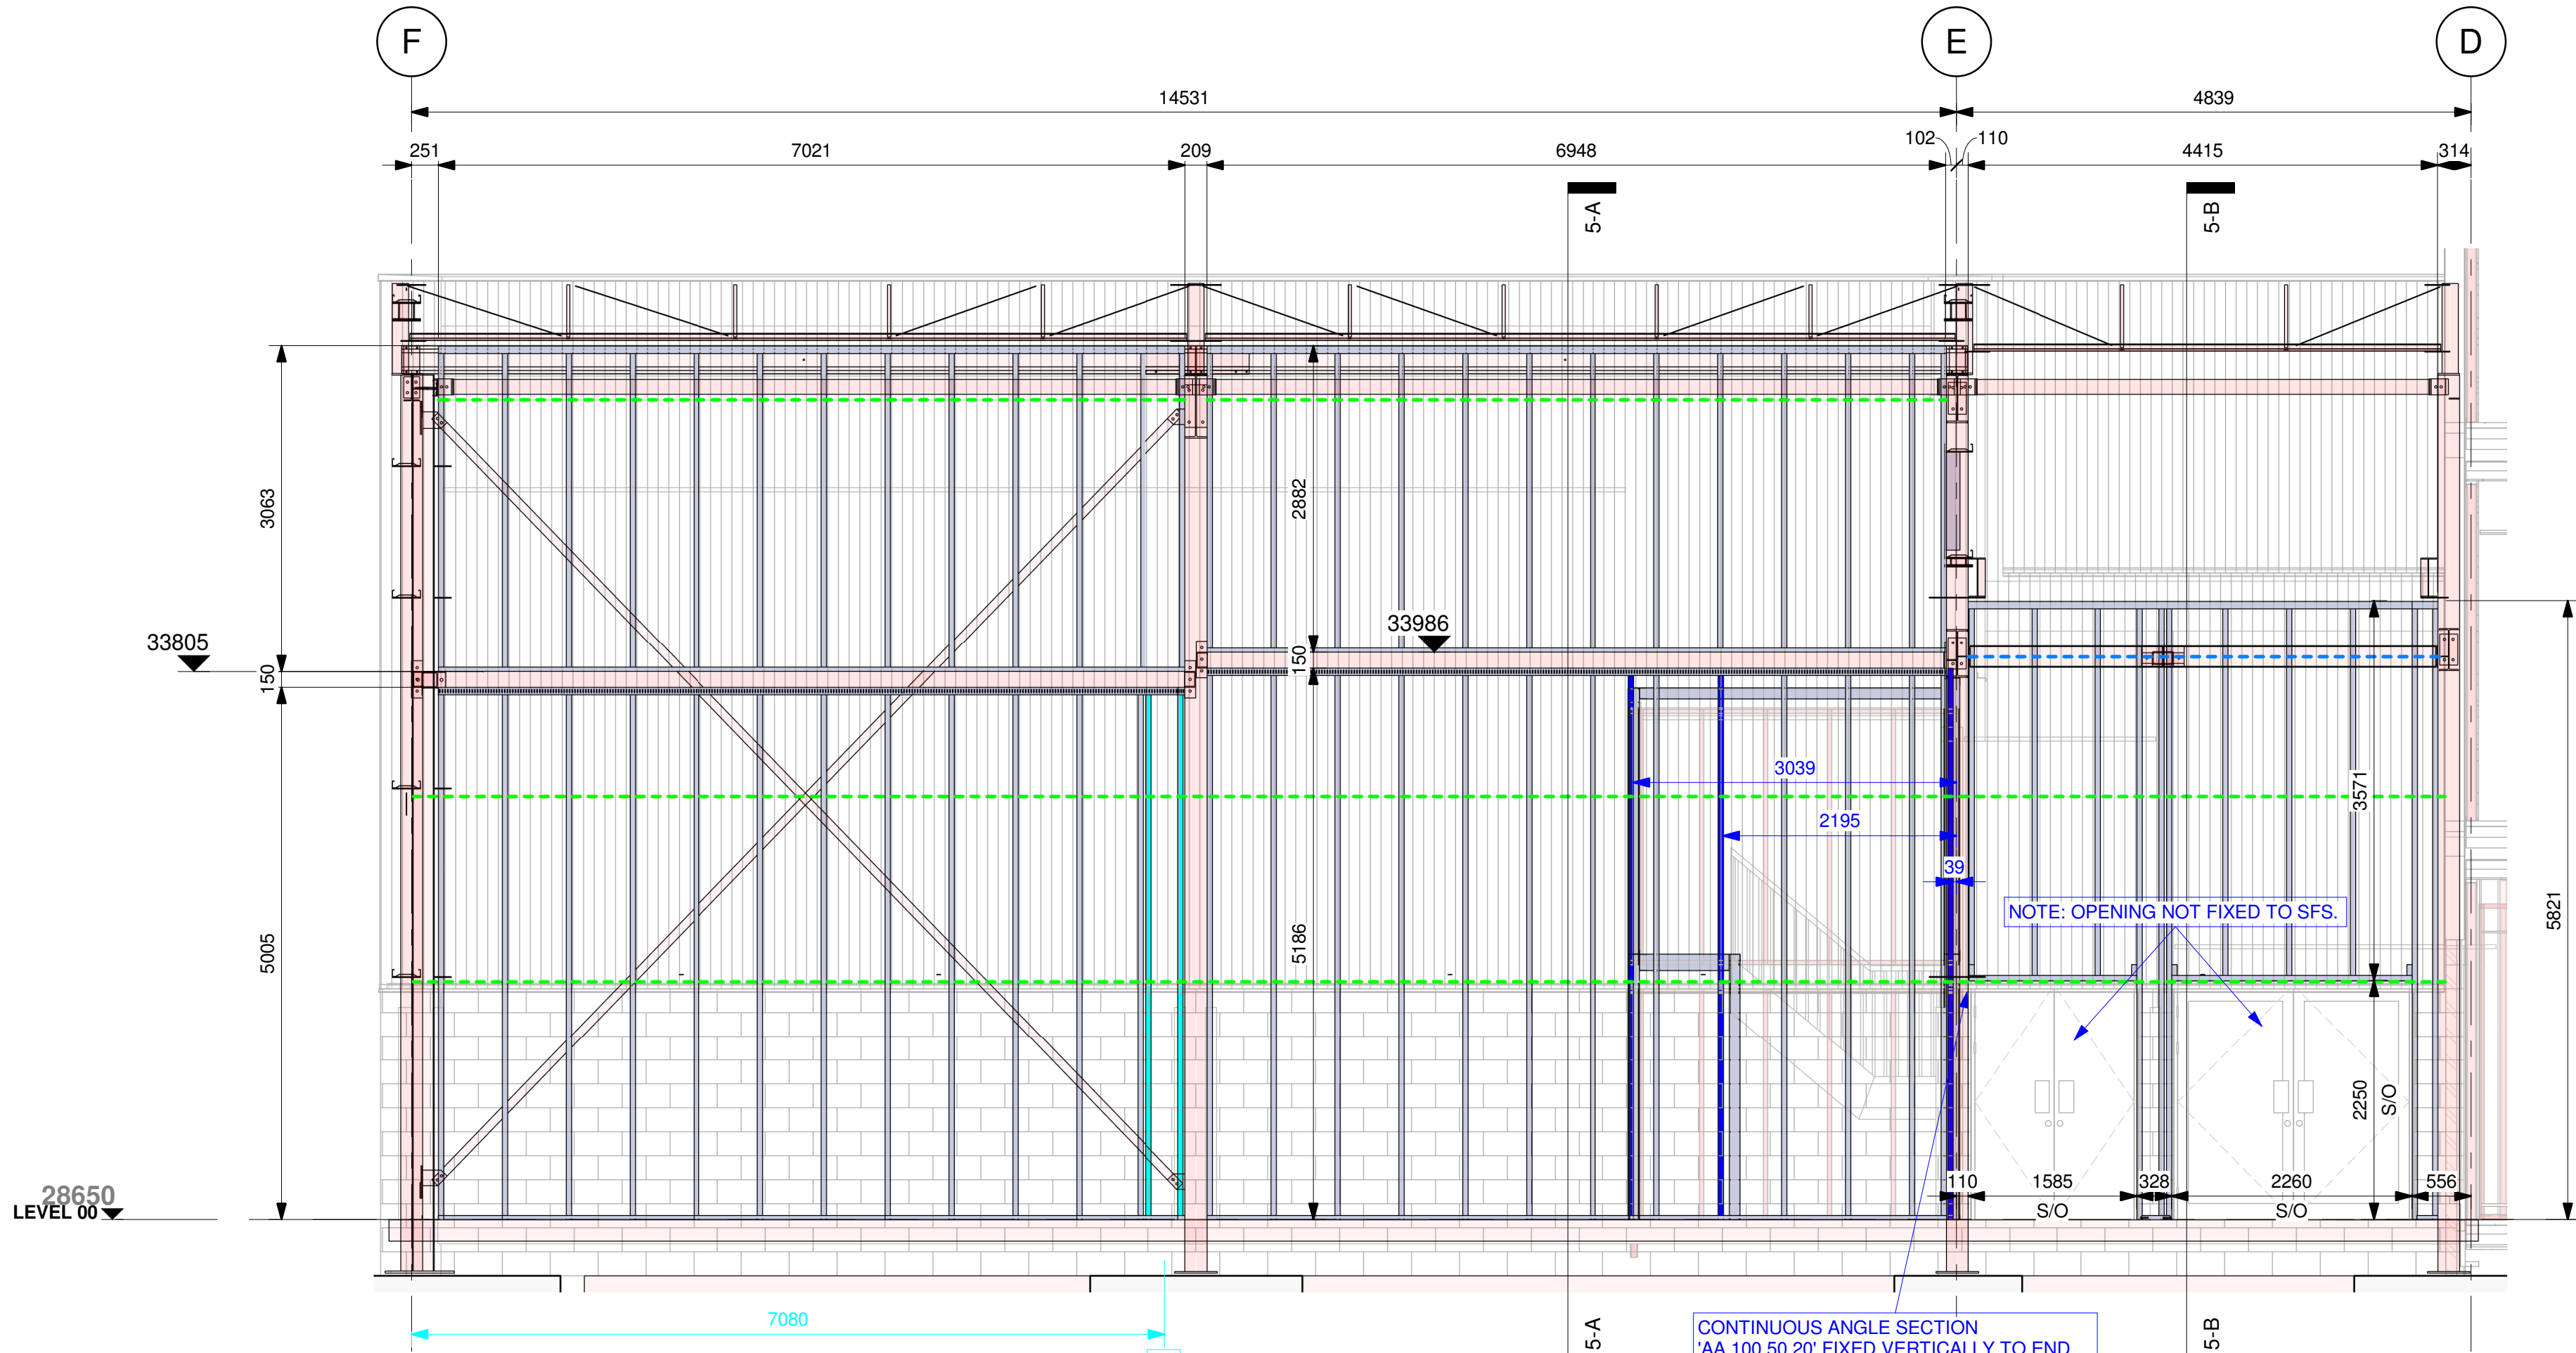 F
E
D
14531
4839
251
7021
209
6948
102
110
4415
314
5-A
5-B
3063
2882
33805
150
33986
150
3039
2195
39
3571
NOTE: OPENING NOT FIXED TO SFS.
5821
5005
5186
2250
S/O
28650
LEVEL 00
110
1585
328
2260
556
S/O
S/O
7080
5-A
5-B
CONTINUOUS ANGLE SECTION
'AA 100 50 20' FIXED VERTICALLY TO END